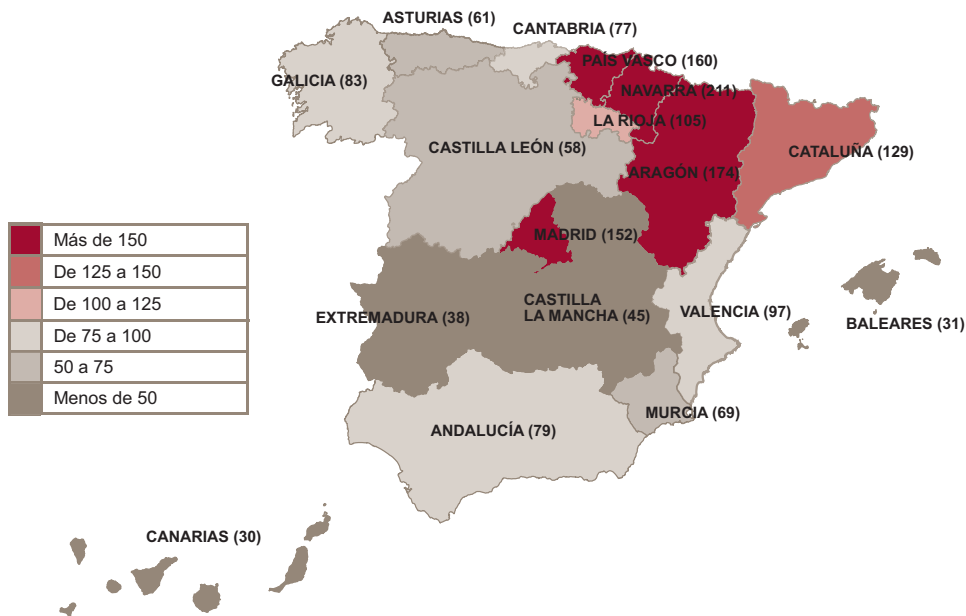 ASTURIAS (61)
CANTABRIA (77)
PAÍS VASCO (160)
GALICIA (83)
NAVARRA (211)
LA RIOJA (105)
CASTILLA LEÓN (58)
CATALUÑA (129)
ARAGÓN (174)
MADRID (152)
Más de 150
De 125 a 150
De 100 a 125
De 75 a 100
50 a 75
Menos de 50
EXTREMADURA (38)
CASTILLA
LA MANCHA (45)
VALENCIA (97)
BALEARES (31)
MURCIA (69)
ANDALUCÍA (79)
CANARIAS (30)